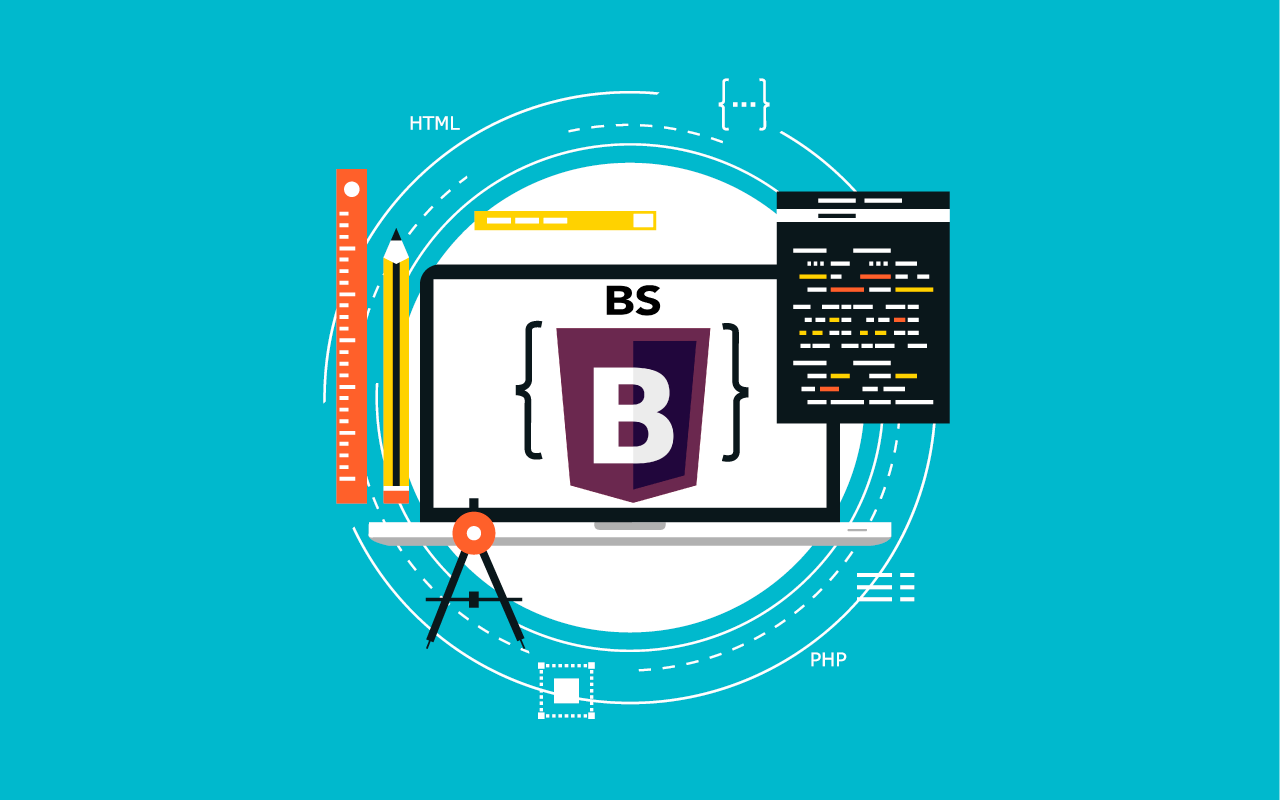 HTML
{...}
BS
{ B }
PHP